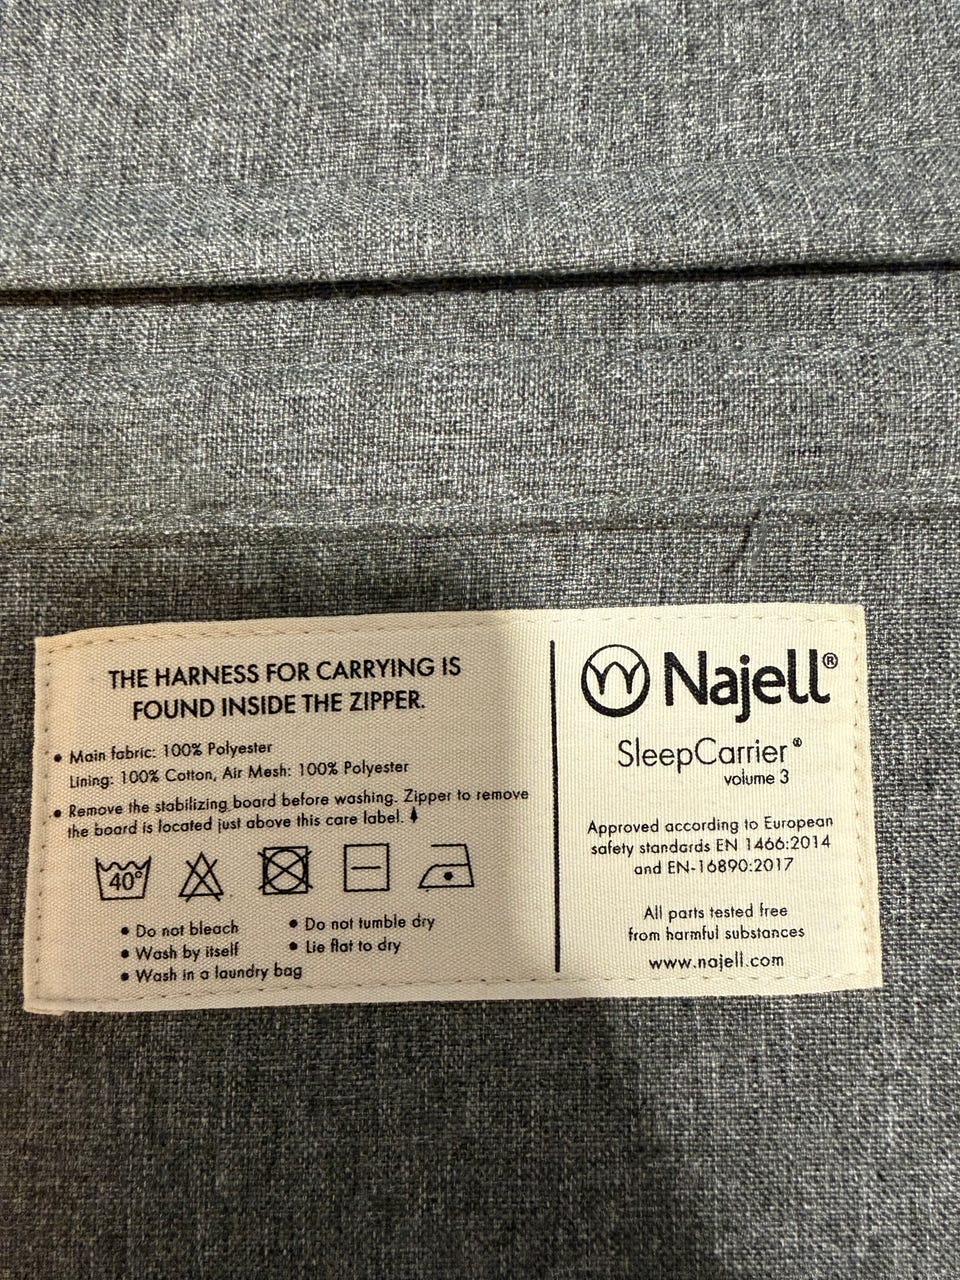 THE HARNESS FOR CARRYING IS
FOUND INSIDE THE ZIPPER.
• Main fabric: 100% Polyester
Lining: 100% Cotton, Air Mesh: 100% Polyester
• Remove the stabilizing board before washing. Zipper to remove
the board is located just above this care label.
40°
• Do not bleach
• Wash by itself
• Wash in a laundry bag
• Do not tumble dry
• Lie flat to dry
Najell®
SleepCarrier®
volume 3
Approved according to European
safety standards EN 1466:2014
and EN-16890:2017
All parts tested free
from harmful substances
www.najell.com